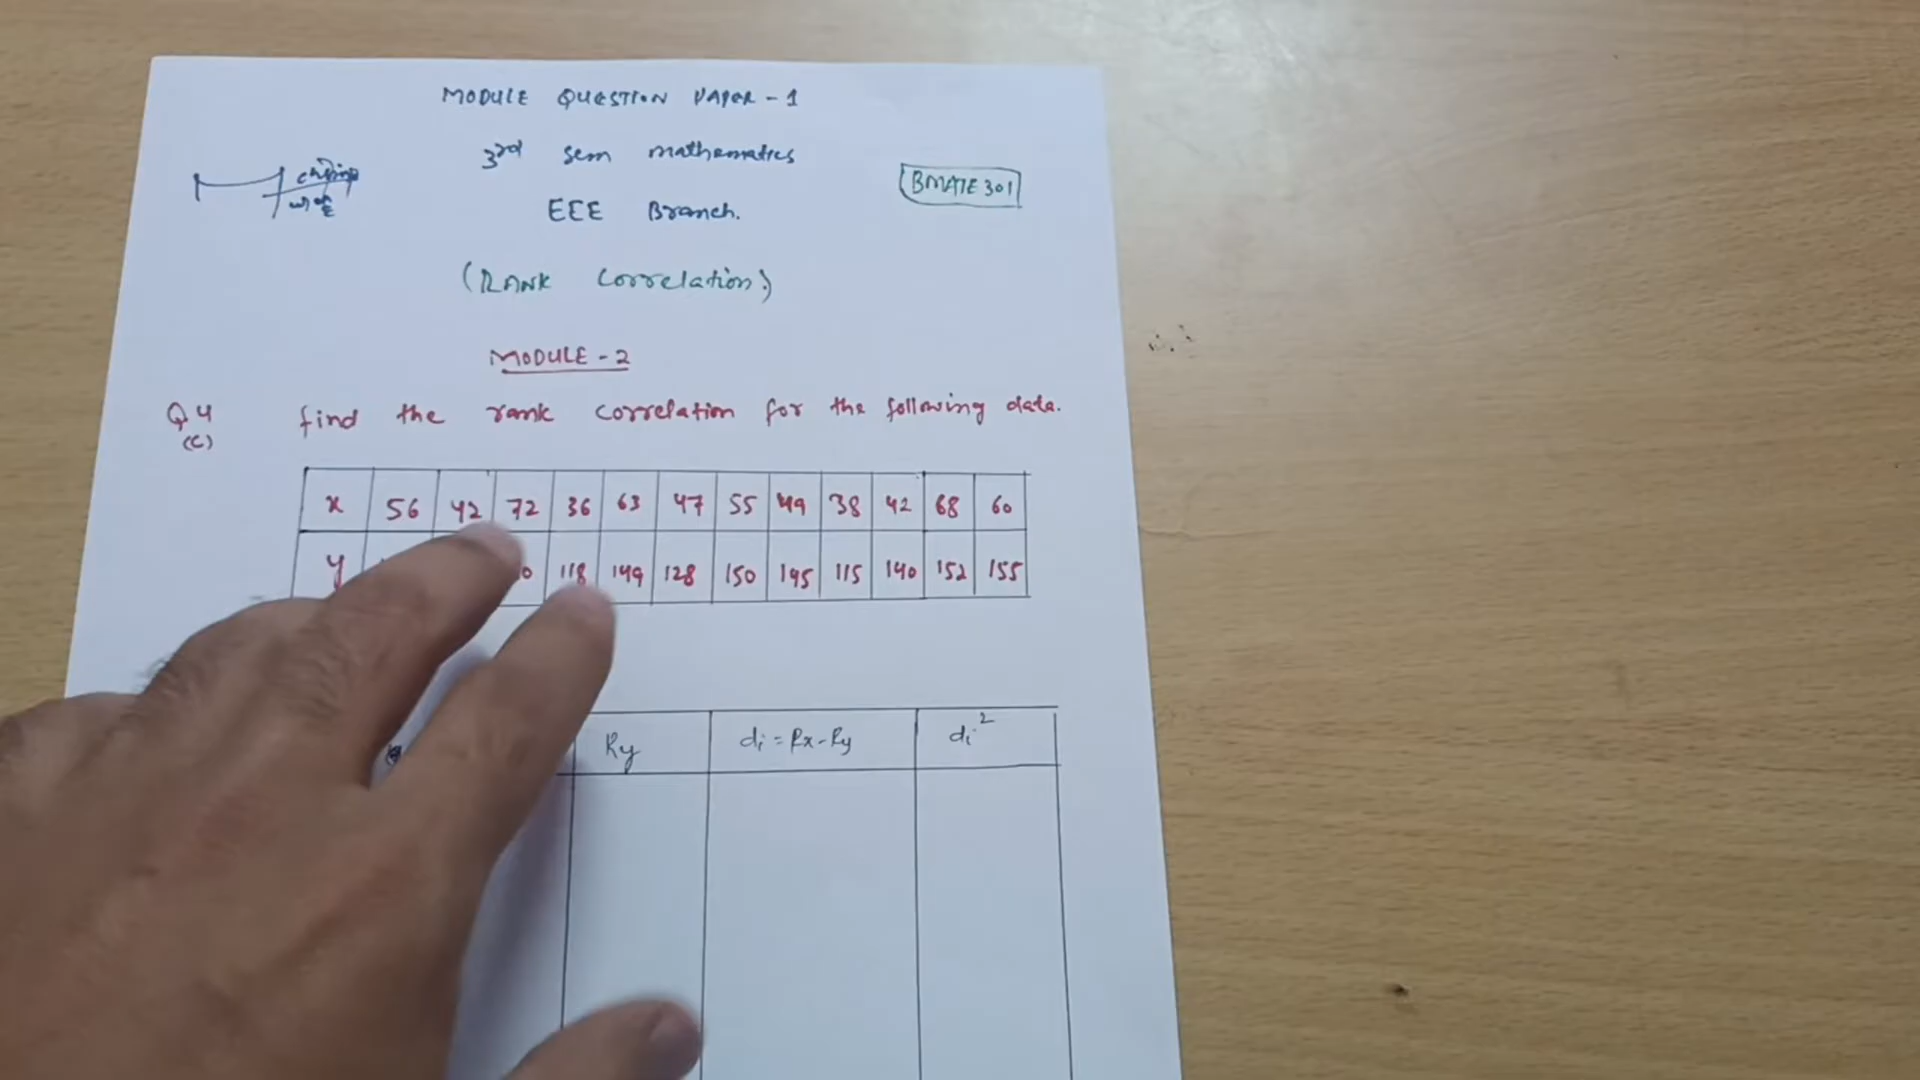 MODULE QUESTION PAPER - 1
3rd sem mathematics
BMATE301
EEE Branch.
(RANK Correlation)
MODULE - 2
Q4 find the rank correlation for the following data.
(C)
x 56 42 72 36 63 47 55 49 38 42 68 60
y 118 149 128 150 145 115 140 152 155
Ry di = Rx-Ry di²